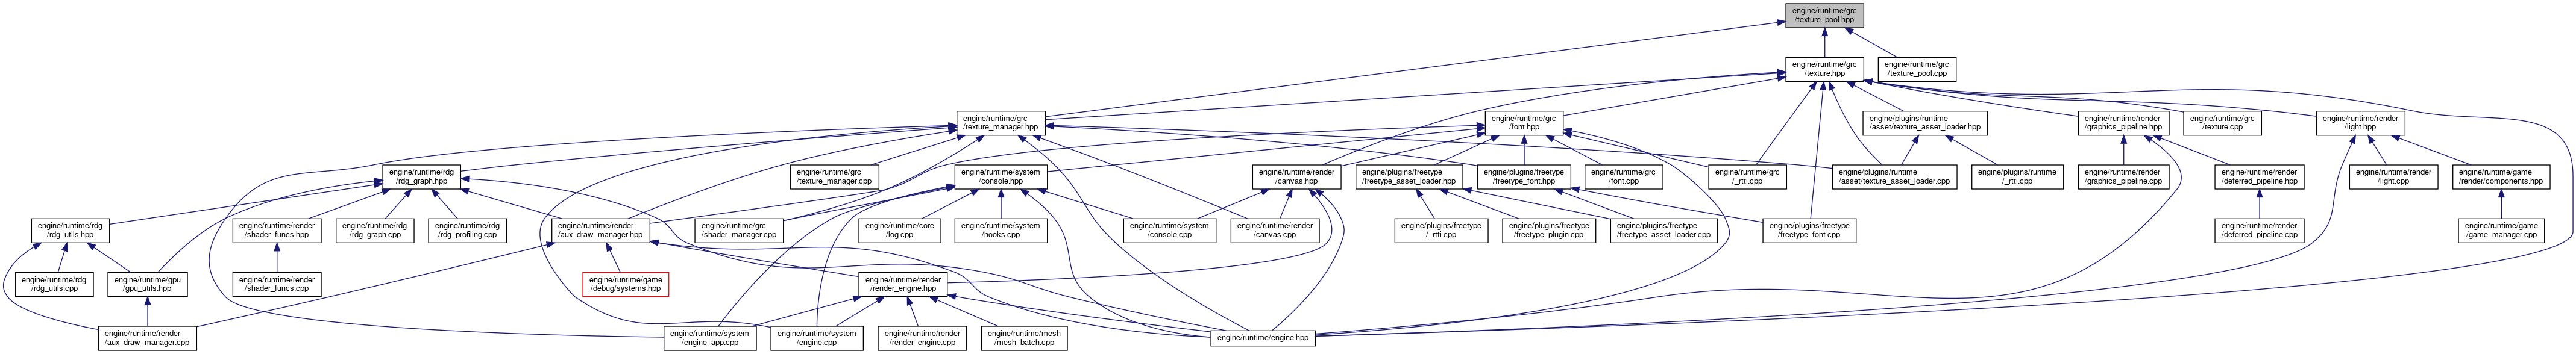 engine/runtime/grc
/texture_pool.hpp
engine/runtime/grc
/texture.hpp
engine/runtime/grc
/texture_pool.cpp
engine/runtime/grc
/texture_manager.hpp
engine/runtime/grc
/font.hpp
engine/plugins/runtime
/asset/texture_asset_loader.hpp
engine/runtime/render
/graphics_pipeline.hpp
engine/runtime/grc
/texture.cpp
engine/runtime/render
/light.hpp
engine/runtime/rdg
/rdg_graph.hpp
engine/runtime/grc
/texture_manager.cpp
engine/runtime/system
/console.hpp
engine/runtime/render
/canvas.hpp
engine/plugins/freetype
/freetype_asset_loader.hpp
engine/plugins/freetype
/freetype_font.hpp
engine/runtime/grc
/font.cpp
engine/runtime/grc
/_rtti.cpp
engine/plugins/runtime
/asset/texture_asset_loader.cpp
engine/plugins/runtime
/_rtti.cpp
engine/runtime/render
/graphics_pipeline.cpp
engine/runtime/render
/deferred_pipeline.hpp
engine/runtime/render
/light.cpp
engine/runtime/game
/render/components.hpp
engine/runtime/rdg
/rdg_utils.hpp
engine/runtime/render
/shader_funcs.hpp
engine/runtime/rdg
/rdg_graph.cpp
engine/runtime/rdg
/rdg_profiling.cpp
engine/runtime/render
/aux_draw_manager.hpp
engine/runtime/grc
/shader_manager.cpp
engine/runtime/core
/log.cpp
engine/runtime/system
/hooks.cpp
engine/runtime/system
/console.cpp
engine/runtime/render
/canvas.cpp
engine/plugins/freetype
/_rtti.cpp
engine/plugins/freetype
/freetype_plugin.cpp
engine/plugins/freetype
/freetype_asset_loader.cpp
engine/plugins/freetype
/freetype_font.cpp
engine/runtime/render
/deferred_pipeline.cpp
engine/runtime/game
/game_manager.cpp
engine/runtime/rdg
/rdg_utils.cpp
engine/runtime/gpu
/gpu_utils.hpp
engine/runtime/render
/shader_funcs.cpp
engine/runtime/game
/debug/systems.hpp
engine/runtime/render
/render_engine.hpp
engine/runtime/render
/aux_draw_manager.cpp
engine/runtime/system
/engine_app.cpp
engine/runtime/system
/engine.cpp
engine/runtime/render
/render_engine.cpp
engine/runtime/mesh
/mesh_batch.cpp
engine/runtime/engine.hpp